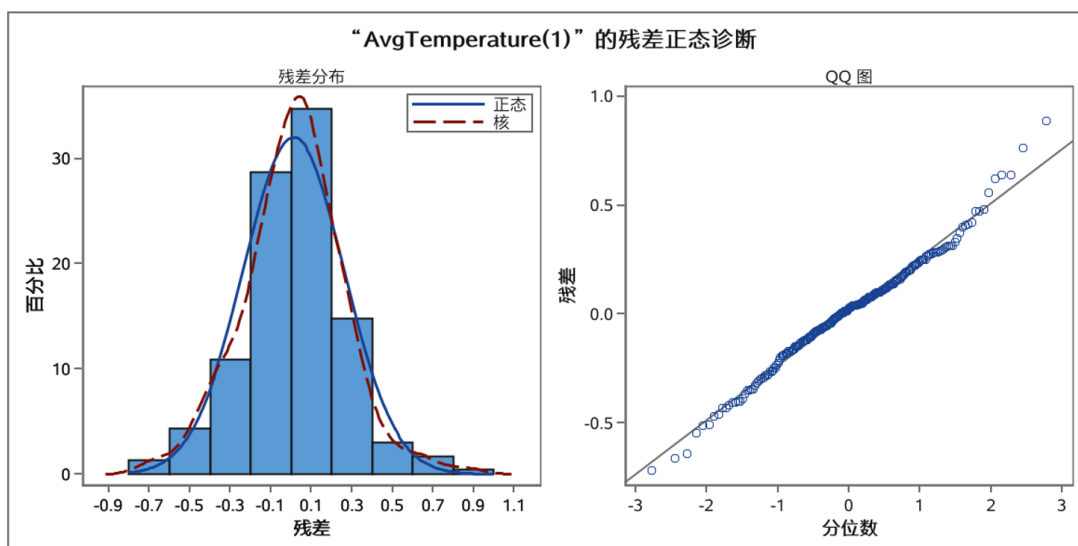 “AvgTemperature(1)”的残差正态诊断
残差分布
正态
核
百分比
30
20
10
0
-0.9 -0.7 -0.5 -0.3 -0.1 0.1 0.3 0.5 0.7 0.9 1.1
残差
QQ 图
残差
1.0
0.5
0.0
-0.5
-3 -2 -1 0 1 2 3
分位数